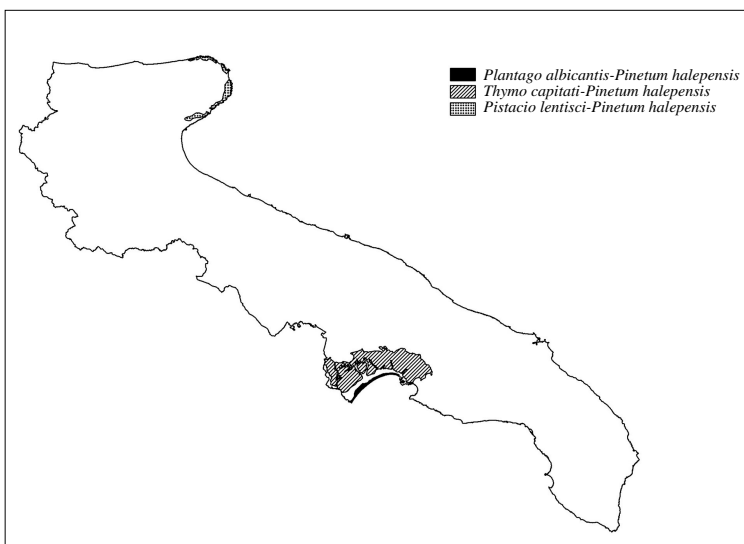 Plantago albicantis-Pinetum halepensis
Thymo capitati-Pinetum halepensis
Pistacio lentisci-Pinetum halepensis